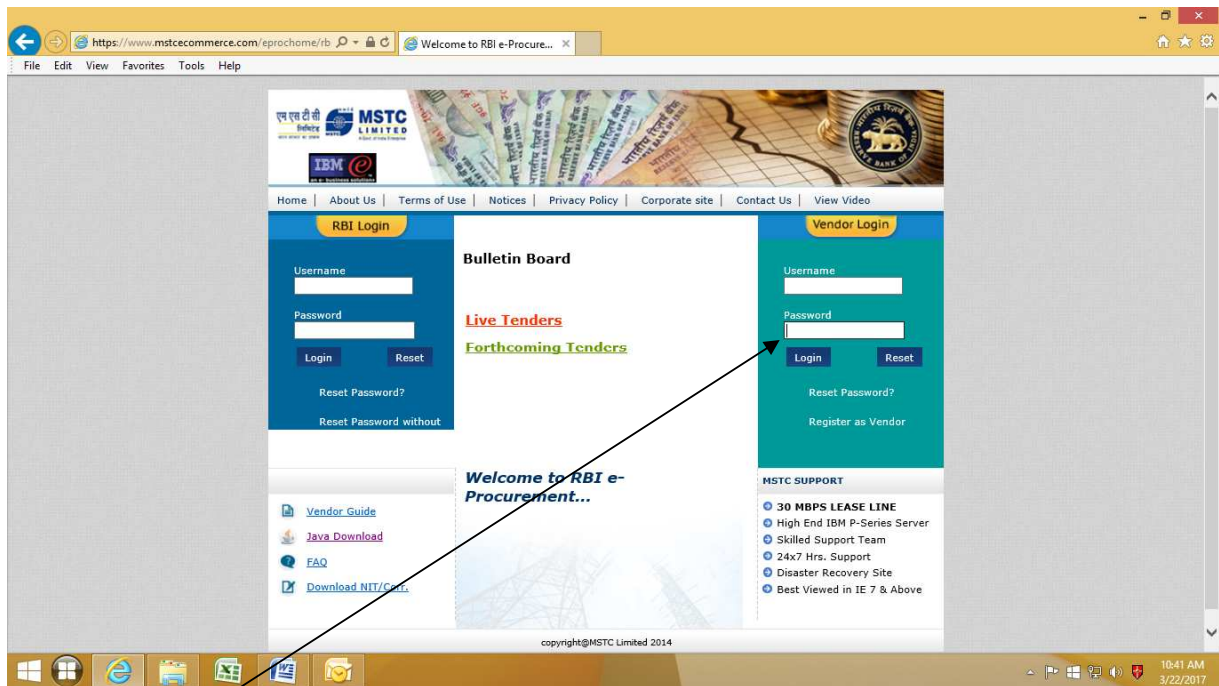 https://www.mstcecommerce.com/eprochome/rb
Welcome to RBI e-Procure...
File Edit View Favorites Tools Help
एम एस टी सी
लिमिटेड
MSTC
LIMITED
IBM
Home | About Us | Terms of Use | Notices | Privacy Policy | Corporate site | Contact Us | View Video
RBI Login
Username
Password
Login Reset
Reset Password?
Reset Password without
Bulletin Board
Live Tenders
Forthcoming Tenders
Vendor Login
Username
Password
Login Reset
Reset Password?
Register as Vendor
Vendor Guide
Java Download
FAQ
Download NIT/Corr.
Welcome to RBI e-
Procurement...
MSTC SUPPORT
30 MBPS LEASE LINE
High End IBM P-Series Server
Skilled Support Team
24x7 Hrs. Support
Disaster Recovery Site
Best Viewed in IE 7 & Above
copyright@MSTC Limited 2014
10:41 AM
3/22/2017